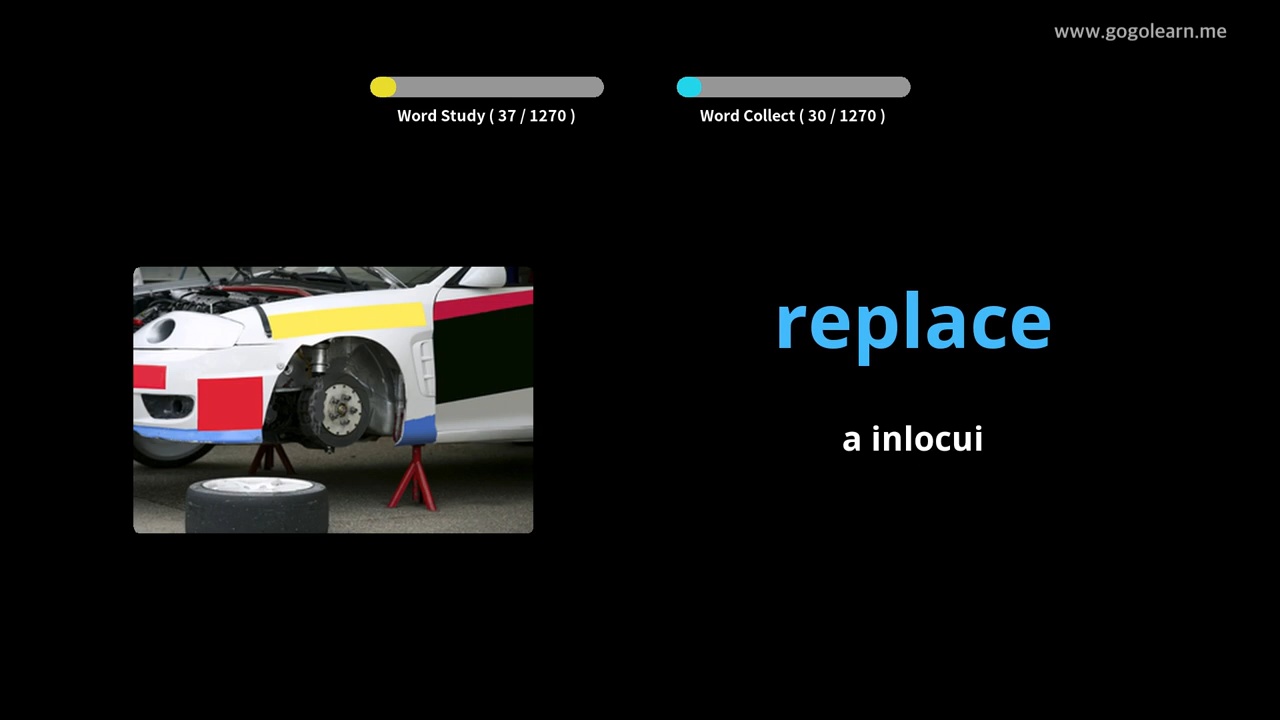 www.gogolearn.me
Word Study ( 37 / 1270 )
Word Collect ( 30 / 1270 )
replace
a inlocui